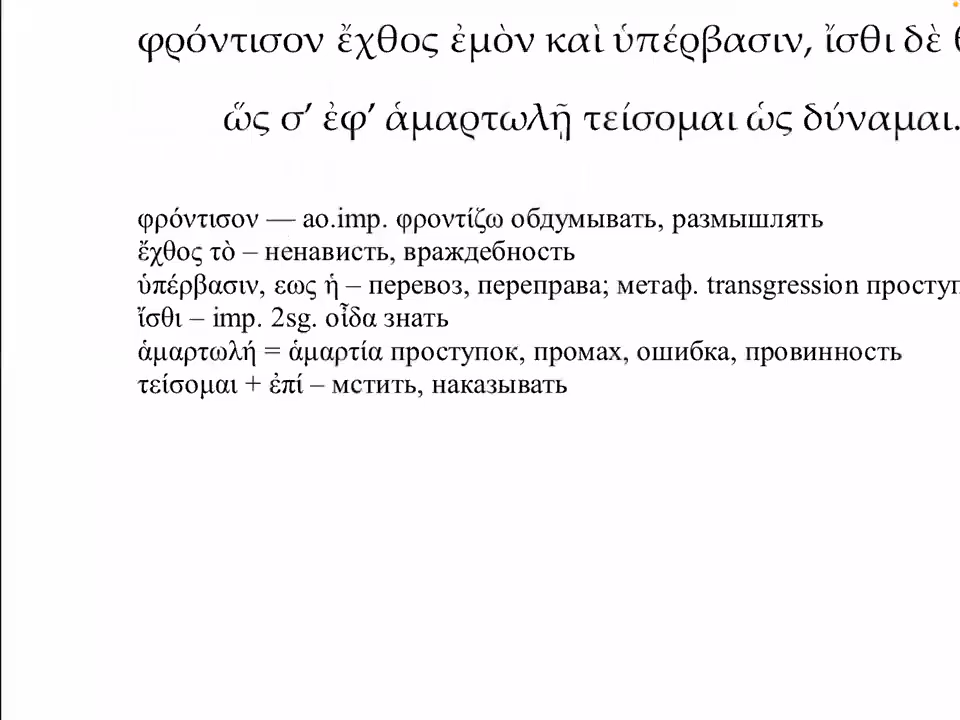 φρόντισον ἔχθος ἐμὸν καὶ ὑπέρβασιν, ἴσθι δὲ
ὥς σ’ ἐφ’ ἁμαρτωλῇ τείσομαι ὡς δύναμαι.
φρόντισον — ао.imp. φροντίζω обдумывать, размышлять
ἔχθος τὸ – ненависть, враждебность
ὑπέρβασιν, εως ἡ – перевоз, переправа; метаф. transgression проступ
ἴσθι – imp. 2sg. οἶδα знать
ἁμαρτωλή = ἁμαρτία проступок, промах, ошибка, провинность
τείσομαι + ἐπί – мстить, наказывать